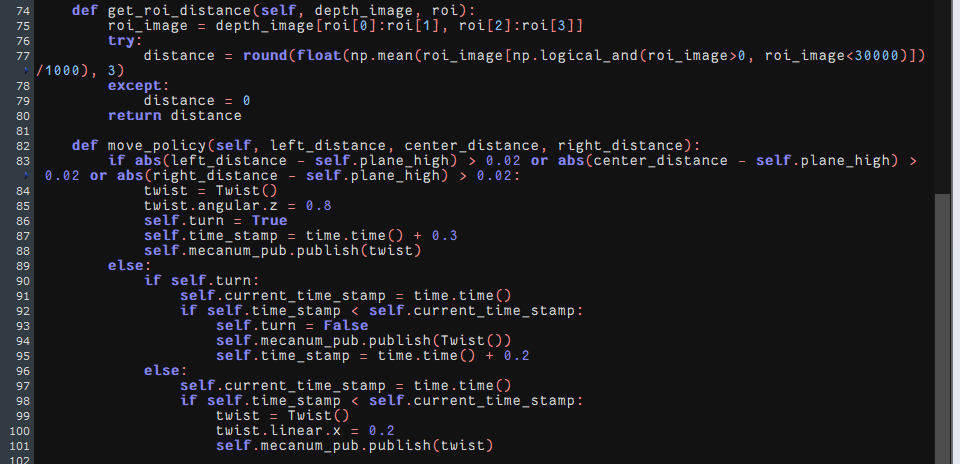 74     def get_roi_distance(self, depth_image, roi):
75         roi_image = depth_image[roi[0]:roi[1], roi[2]:roi[3]]
76         try:
77             distance = round(float(np.mean(roi_image[np.logical_and(roi_image>0, roi_image<30000)])
/1000), 3)
78         except:
79             distance = 0
80         return distance
81
82     def move_policy(self, left_distance, center_distance, right_distance):
83         if abs(left_distance - self.plane_high) > 0.02 or abs(center_distance - self.plane_high) >
0.02 or abs(right_distance - self.plane_high) > 0.02:
84             twist = Twist()
85             twist.angular.z = 0.8
86             self.turn = True
87             self.time_stamp = time.time() + 0.3
88             self.mecanum_pub.publish(twist)
89         else:
90             if self.turn:
91                 self.current_time_stamp = time.time()
92                 if self.time_stamp < self.current_time_stamp:
93                     self.turn = False
94                     self.mecanum_pub.publish(Twist())
95                     self.time_stamp = time.time() + 0.2
96             else:
97                 self.current_time_stamp = time.time()
98                 if self.time_stamp < self.current_time_stamp:
99                     twist = Twist()
100                     twist.linear.x = 0.2
101                     self.mecanum_pub.publish(twist)
102